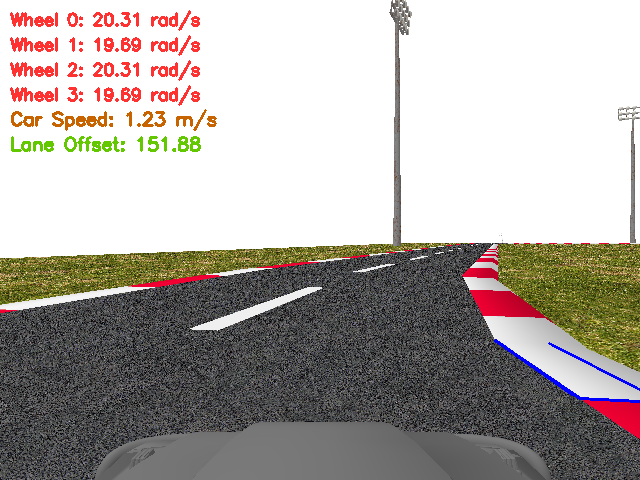 Wheel 0: 20.31 rad/s
Wheel 1: 19.69 rad/s
Wheel 2: 20.31 rad/s
Wheel 3: 19.69 rad/s
Car Speed: 1.23 m/s
Lane Offset: 151.88